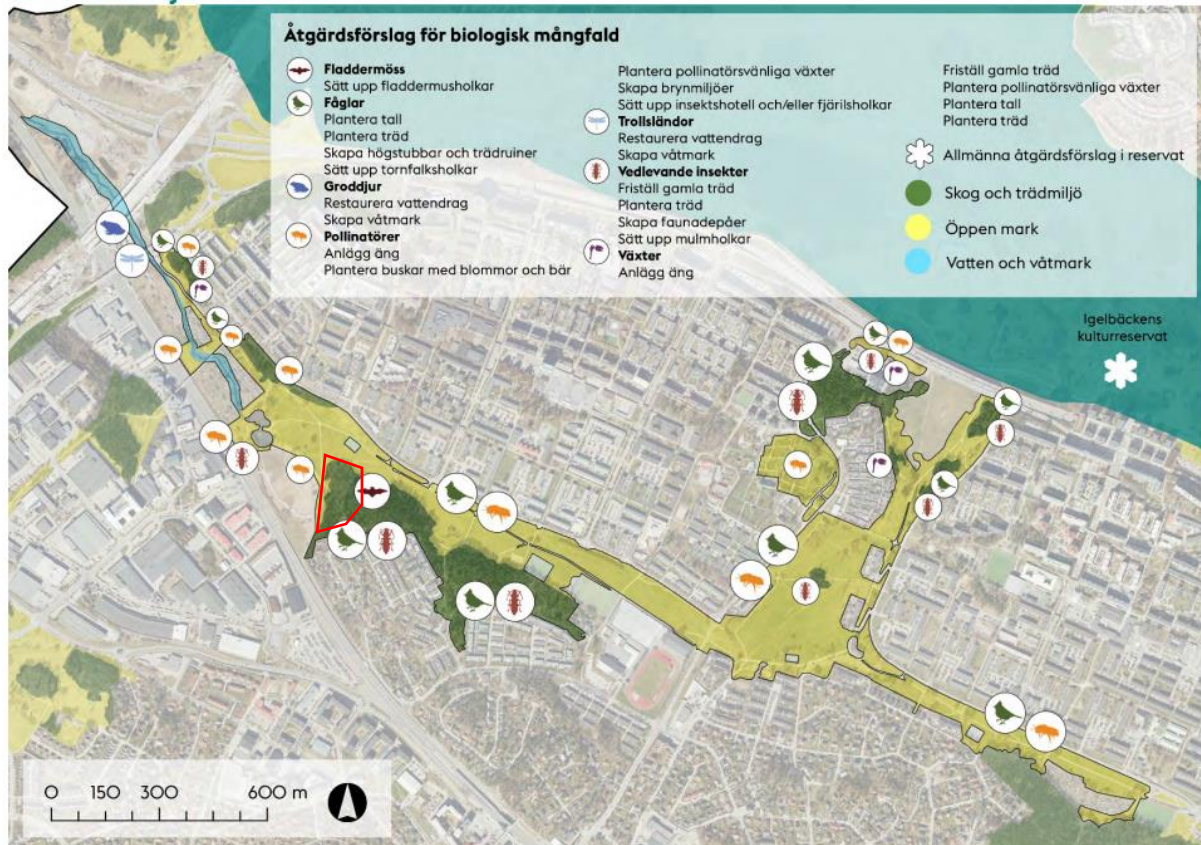 Åtgärdsförslag för biologisk mångfald
Fladdermöss
Sätt upp fladdermusholkar
Fåglar
Plantera tall
Plantera träd
Skapa högstubbar och trädruiner
Sätt upp tornfalksholkar
Groddjur
Restaurera vattendrag
Skapa våtmark
Pollinatörer
Anlägg äng
Plantera buskar med blommor och bär
Plantera pollinatörsvänliga växter
Skapa brynmiljöer
Sätt upp insektshotell och/eller fjärilsholkar
Trollsländor
Restaurera vattendrag
Skapa våtmark
Vedlevande insekter
Friställ gamla träd
Plantera träd
Skapa faunadepåer
Sätt upp mulmholkar
Växter
Anlägg äng
Friställ gamla träd
Plantera pollinatörsvänliga växter
Plantera tall
Plantera träd
Allmänna åtgärdsförslag i reservat
Skog och trädmiljö
Öppen mark
Vatten och våtmark
Igelbäckens
kulturreservat
0 150 300 600 m